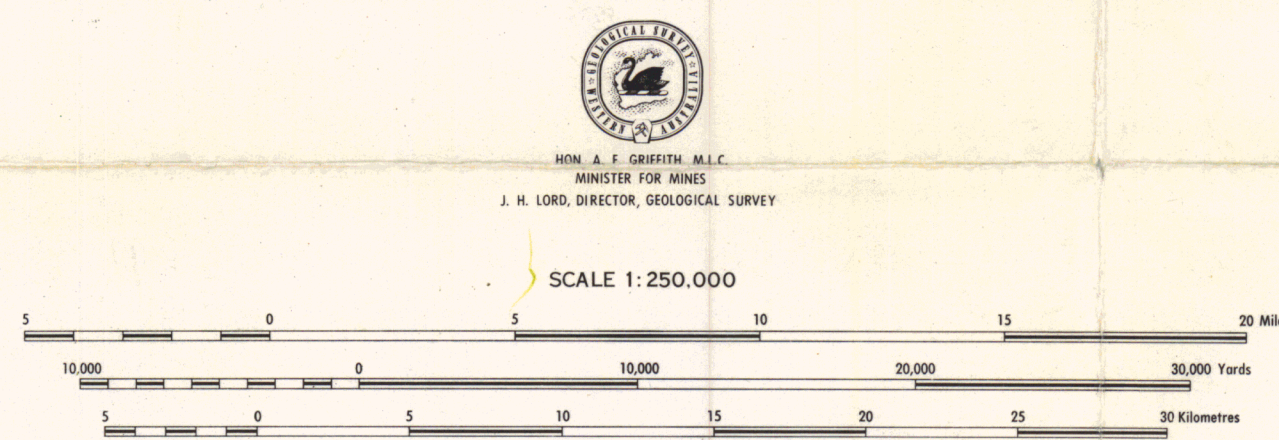 GEOLOGICAL SURVEY
WESTERN AUSTRALIA
HON. A. F. GRIFFITH M.L.C.
MINISTER FOR MINES
J. H. LORD, DIRECTOR, GEOLOGICAL SURVEY
SCALE 1:250,000
5 0 5 10 15 20 Mil
10,000 0 10,000 20,000 30,000 Yards
5 0 5 10 15 20 25 30 Kilometres